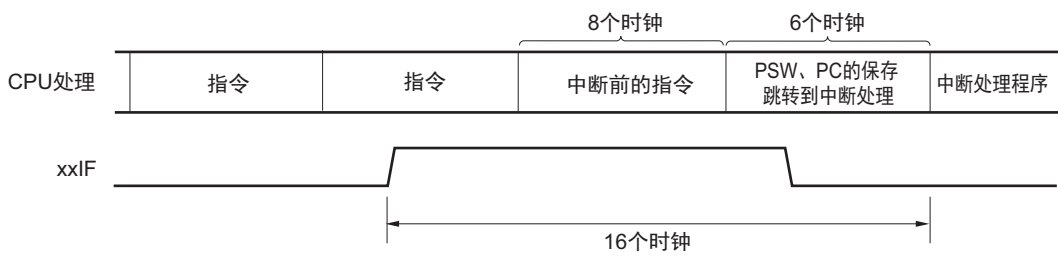 8个时钟
6个时钟
CPU处理
指令
指令
中断前的指令
PSW、PC的保存
跳转到中断处理
中断处理程序
xxIF
16个时钟